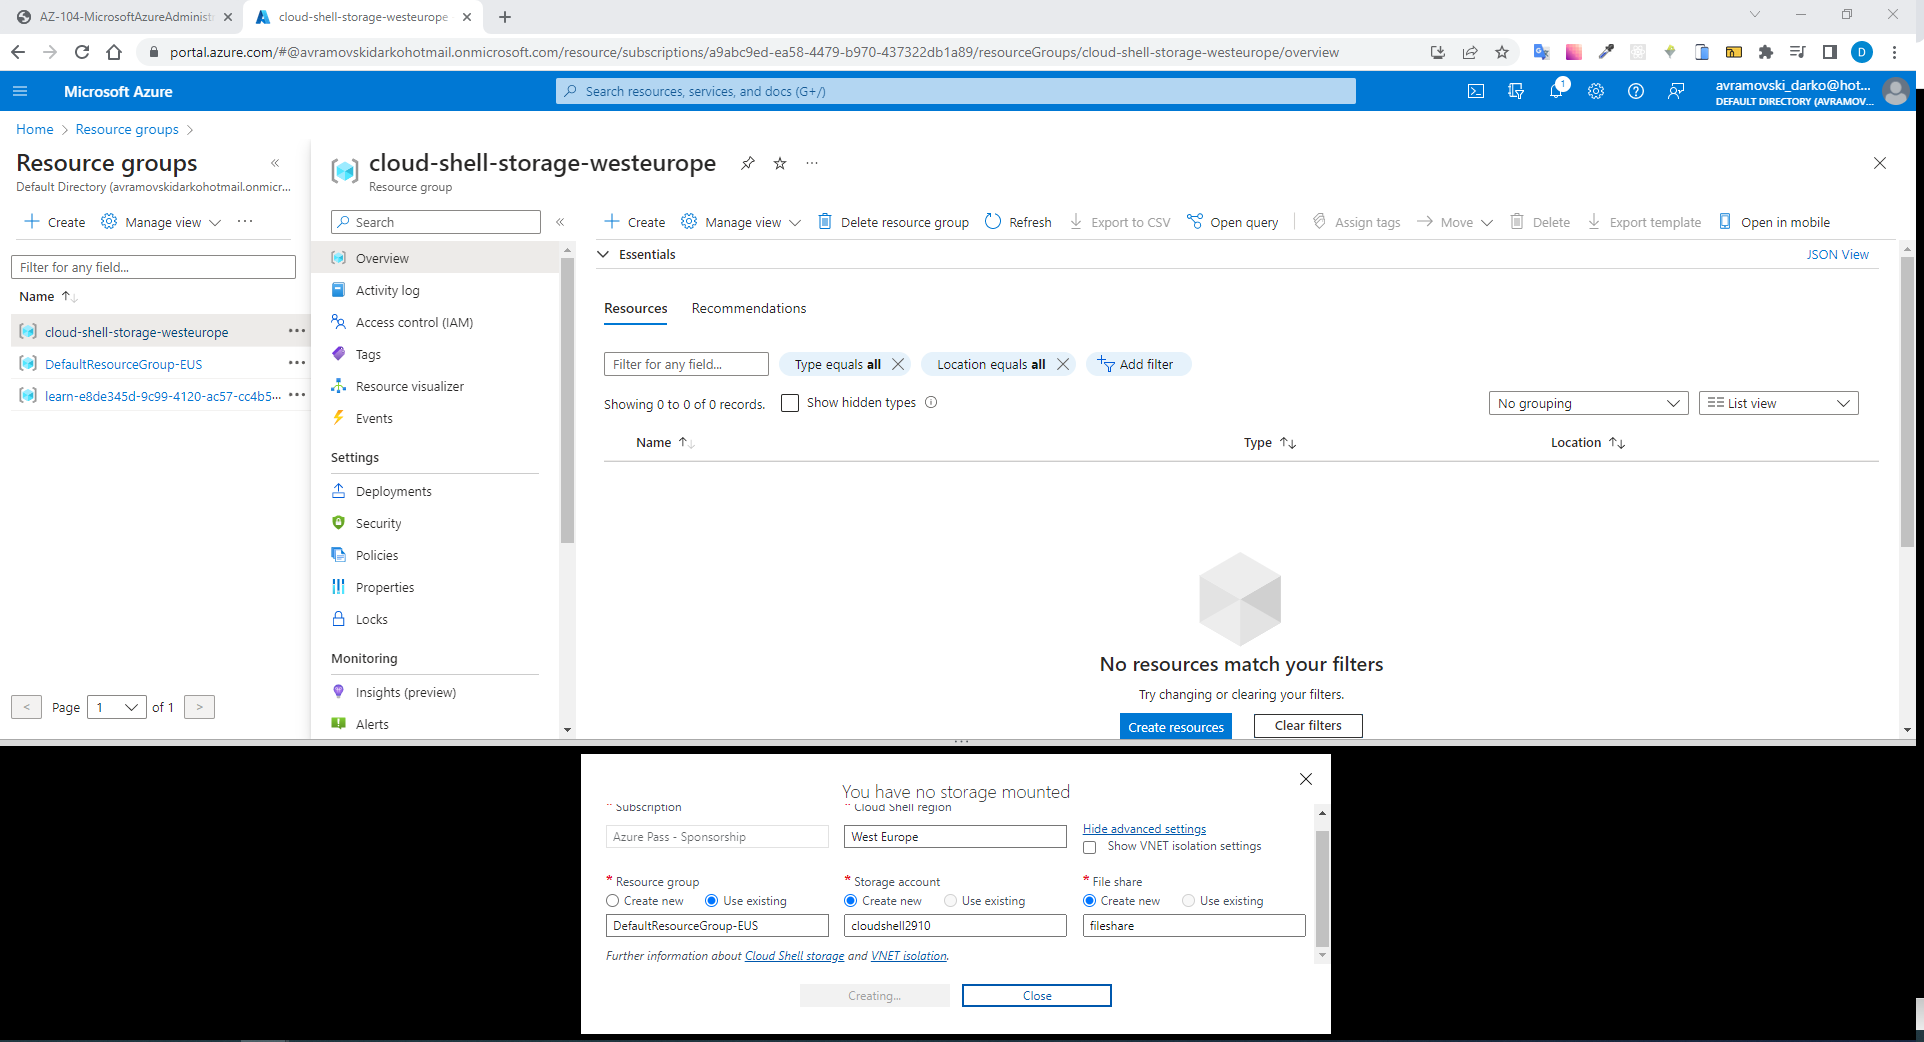 AZ-104-MicrosoftAzureAdminist
cloud-shell-storage-westeurope
portal.azure.com/#@avramovskidarkohotmail.onmicrosoft.com/resource/subscriptions/a9abc9ed-ea58-4479-b970-437322db1a89/resourceGroups/cloud-shell-storage-westeurope/overview
D
Microsoft Azure
Search resources, services, and docs (G+/)
1
avramovski_darko@hot...
DEFAULT DIRECTORY (AVRAMOV...
Home > Resource groups >
Resource groups
Default Directory (avramovskidarkohotmail.onmicr...
Create
Manage view
Filter for any field...
Name
cloud-shell-storage-westeurope
DefaultResourceGroup-EUS
learn-e8de345d-9c99-4120-ac57-cc4b5...
< Page 1 of 1 >
cloud-shell-storage-westeurope
Resource group
Search
Overview
Activity log
Access control (IAM)
Tags
Resource visualizer
Events
Settings
Deployments
Security
Policies
Properties
Locks
Monitoring
Insights (preview)
Alerts
Create
Manage view
Delete resource group
Refresh
Export to CSV
Open query
Assign tags
Move
Delete
Export template
Open in mobile
Essentials
JSON View
Resources
Recommendations
Filter for any field...
Type equals all
Location equals all
Add filter
Showing 0 to 0 of 0 records.
Show hidden types
No grouping
List view
Name
Type
Location
No resources match your filters
Try changing or clearing your filters.
Create resources
Clear filters
You have no storage mounted
* Subscription
* Cloud Shell region
Azure Pass - Sponsorship
West Europe
Hide advanced settings
Show VNET isolation settings
* Resource group
* Storage account
* File share
Create new Use existing
Create new Use existing
Create new Use existing
DefaultResourceGroup-EUS
cloudshell2910
fileshare
Further information about Cloud Shell storage and VNET isolation.
Creating...
Close